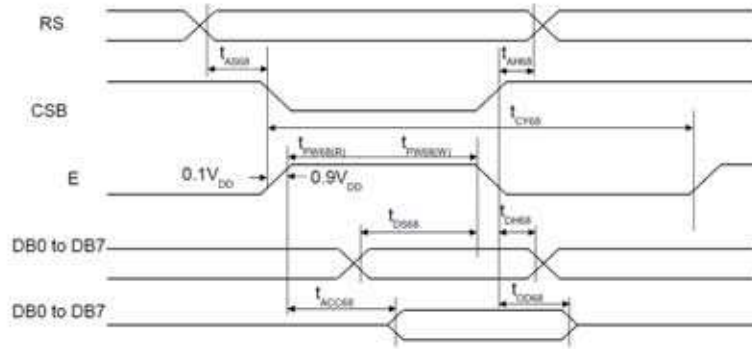 RS
tAS68
tAH68
CSB
tCY68
tPW68(R)
tPW68(W)
E
0.1VDD
0.9VDD
tDS68
tDH68
DB0 to DB7
tACC68
tOD68
DB0 to DB7